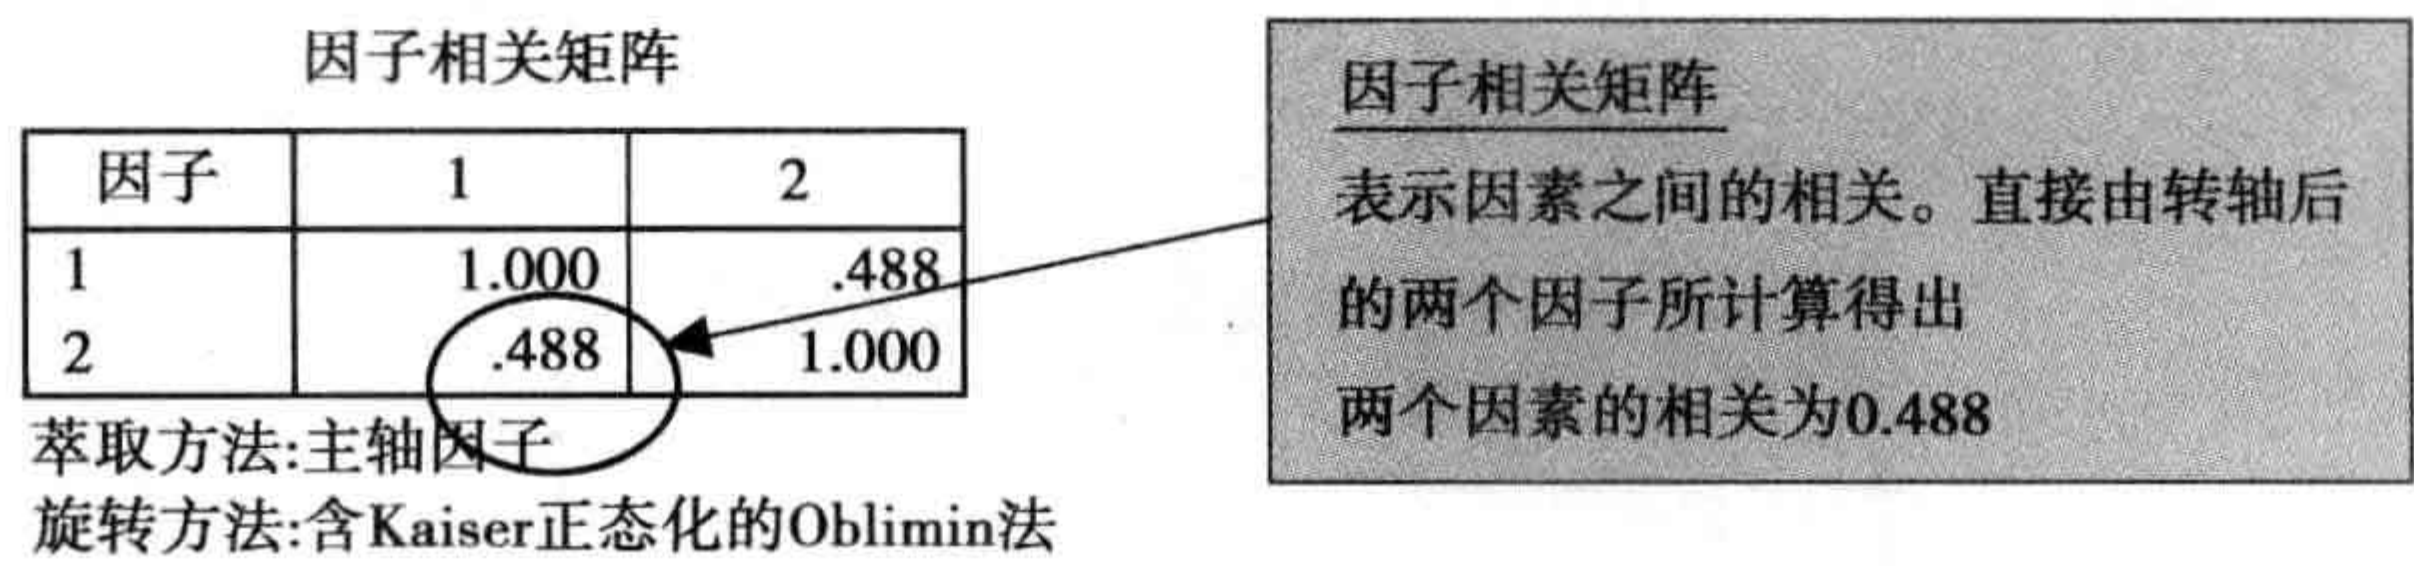 因子相关矩阵
因子 1 2
1 1.000 .488
2 .488 1.000
萃取方法:主轴因子
旋转方法:含Kaiser正态化的Oblimin法
因子相关矩阵
表示因素之间的相关。直接由转轴后
的两个因子所计算得出
两个因素的相关为0.488